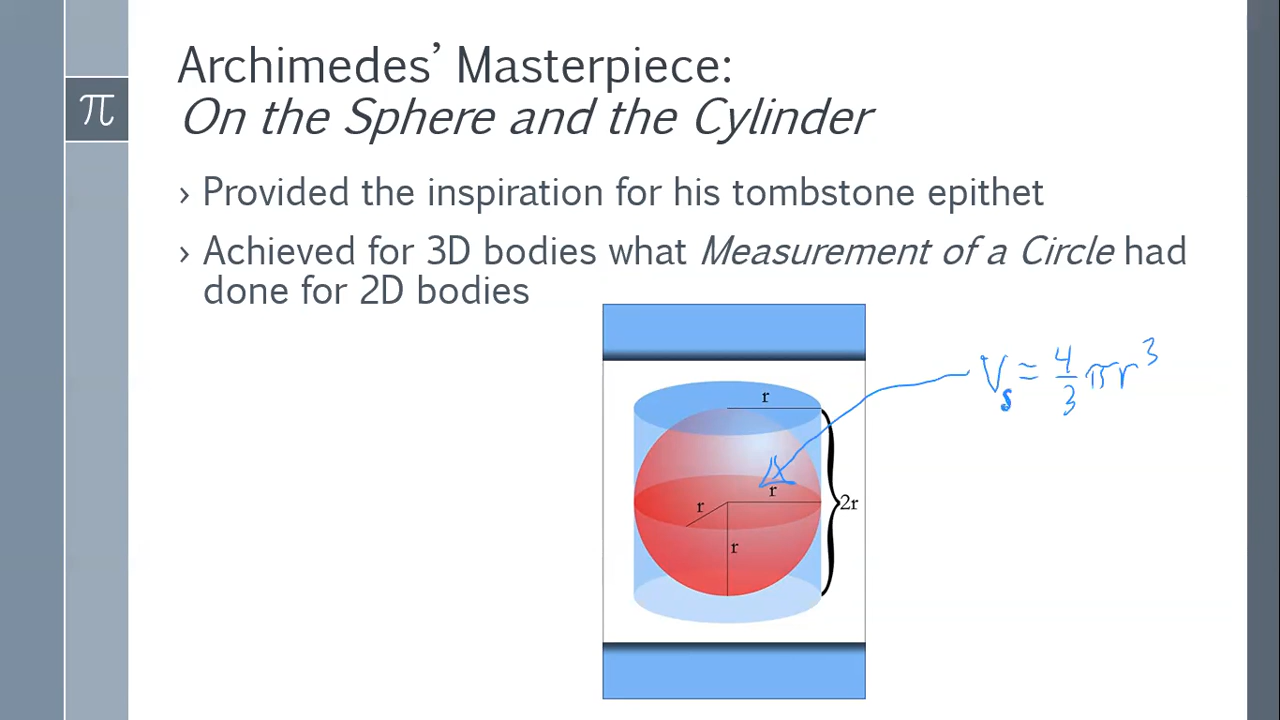 π
Archimedes’ Masterpiece:
On the Sphere and the Cylinder
› Provided the inspiration for his tombstone epithet
› Achieved for 3D bodies what Measurement of a Circle had
done for 2D bodies
r
r
r
r
2r
Vₛ = 4/3 πr³